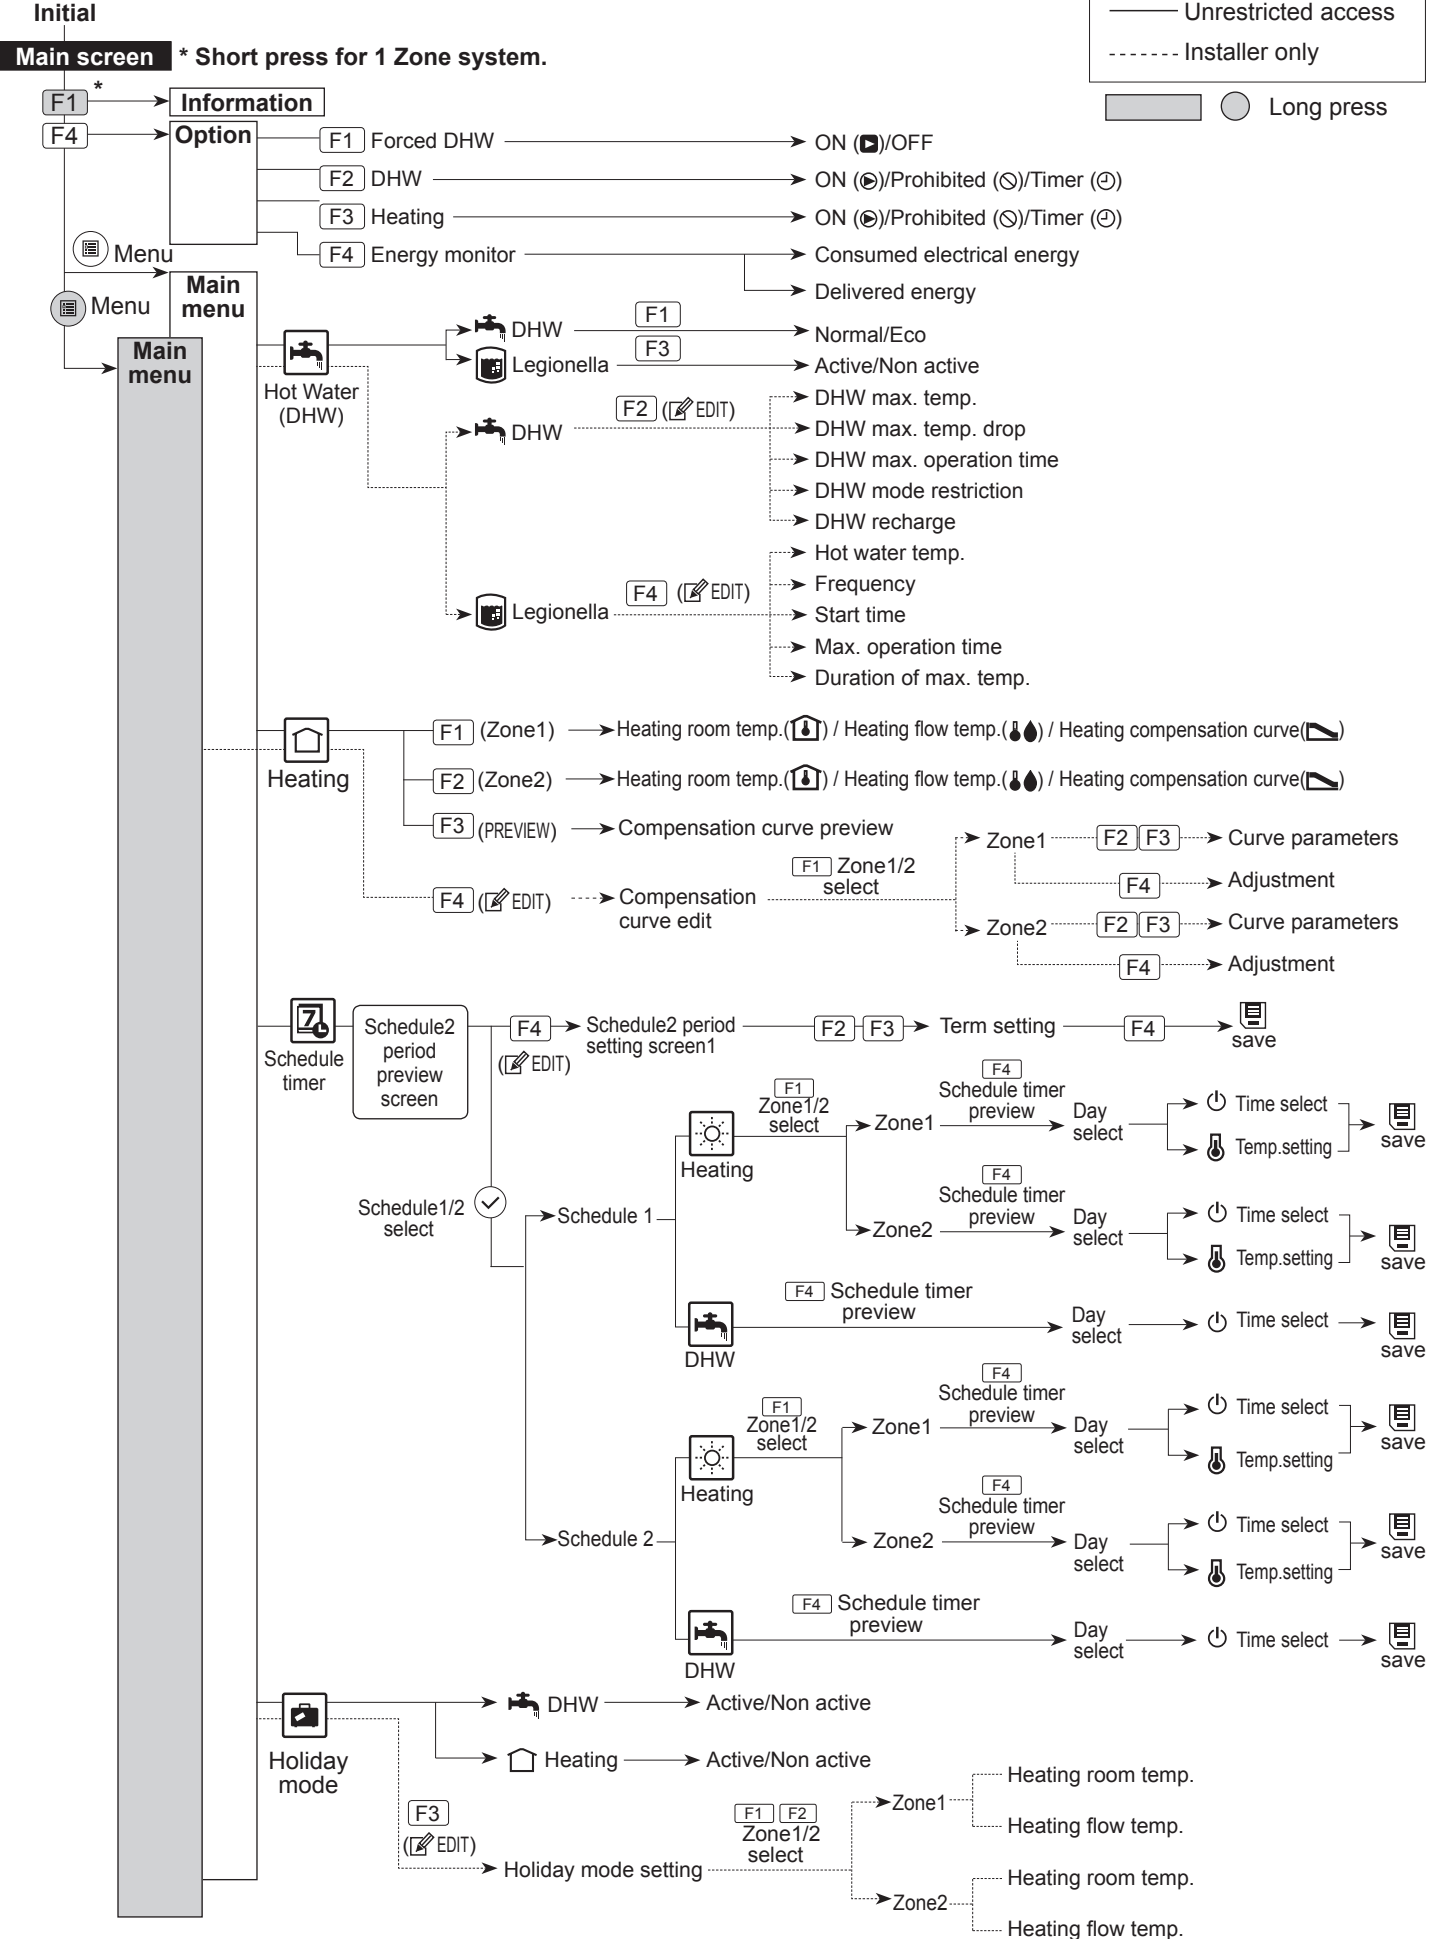 Initial
Unrestricted access
Installer only
Long press
Main screen * Short press for 1 Zone system.
F1 * Information
F4 Option
F1 Forced DHW ON ( )/OFF
F2 DHW ON ( )/Prohibited ( )/Timer ( )
F3 Heating ON ( )/Prohibited ( )/Timer ( )
F4 Energy monitor Consumed electrical energy
Delivered energy
Menu
Main
menu
Menu
Main
menu
Hot Water
(DHW)
DHW F1 Normal/Eco
Legionella F3 Active/Non active
DHW F2 ( EDIT)
DHW max. temp.
DHW max. temp. drop
DHW max. operation time
DHW mode restriction
DHW recharge
Legionella F4 ( EDIT)
Hot water temp.
Frequency
Start time
Max. operation time
Duration of max. temp.
Heating
F1 (Zone1) Heating room temp.( ) / Heating flow temp.( ) / Heating compensation curve( )
F2 (Zone2) Heating room temp.( ) / Heating flow temp.( ) / Heating compensation curve( )
F3 (PREVIEW) Compensation curve preview
F4 ( EDIT) Compensation
curve edit
F1 Zone1/2
select
Zone1 F2 F3 Curve parameters
F4 Adjustment
Zone2 F2 F3 Curve parameters
F4 Adjustment
7
Schedule
timer
Schedule2
period
preview
screen
F4
( EDIT)
Schedule2 period
setting screen1
F2 F3 Term setting F4 save
Schedule1/2
select
Schedule 1
Heating
F1
Zone1/2
select
Zone1
F4
Schedule timer
preview
Day
select
Time select
Temp.setting
save
Zone2
F4
Schedule timer
preview
Day
select
Time select
Temp.setting
save
DHW
F4 Schedule timer
preview
Day
select
Time select
save
Schedule 2
Heating
F1
Zone1/2
select
Zone1
F4
Schedule timer
preview
Day
select
Time select
Temp.setting
save
Zone2
F4
Schedule timer
preview
Day
select
Time select
Temp.setting
save
DHW
F4 Schedule timer
preview
Day
select
Time select
save
Holiday
mode
DHW Active/Non active
Heating Active/Non active
F3
( EDIT)
Holiday mode setting
F1 F2
Zone1/2
select
Zone1
Heating room temp.
Heating flow temp.
Zone2
Heating room temp.
Heating flow temp.